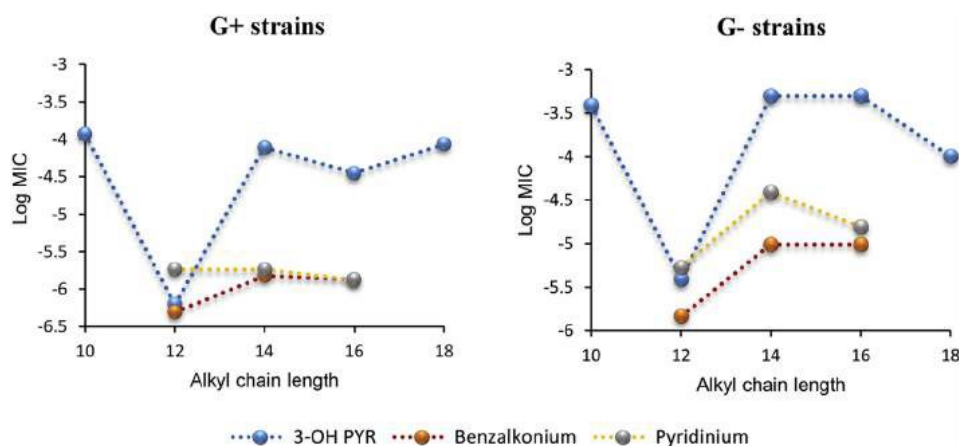 G+ strains
G- strains
-3
-3.5
-4
-4.5
-5
-5.5
-6
-6.5
Log MIC
10 12 14 16 18
Alkyl chain length
-3
-3.5
-4
-4.5
-5
-5.5
-6
Log MIC
10 12 14 16 18
Alkyl chain length
3-OH PYR Benzalkonium Pyridinium